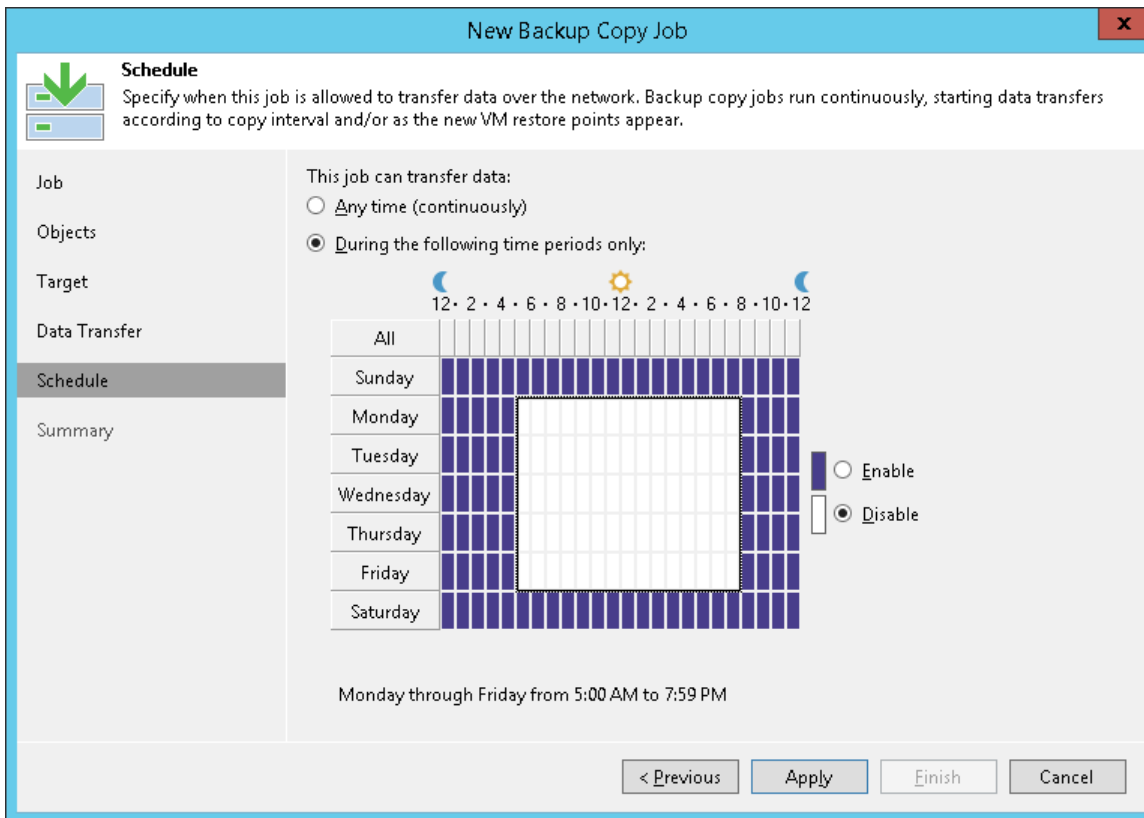 New Backup Copy Job
x
Schedule
Specify when this job is allowed to transfer data over the network. Backup copy jobs run continuously, starting data transfers
according to copy interval and/or as the new VM restore points appear.
Job
Objects
Target
Data Transfer
Schedule
Summary
This job can transfer data:
Any time (continuously)
During the following time periods only:
12 · 2 · 4 · 6 · 8 · 10 · 12 · 2 · 4 · 6 · 8 · 10 · 12
All
Sunday
Monday
Tuesday
Wednesday
Thursday
Friday
Saturday
Enable
Disable
Monday through Friday from 5:00 AM to 7:59 PM
< Previous
Apply
Finish
Cancel